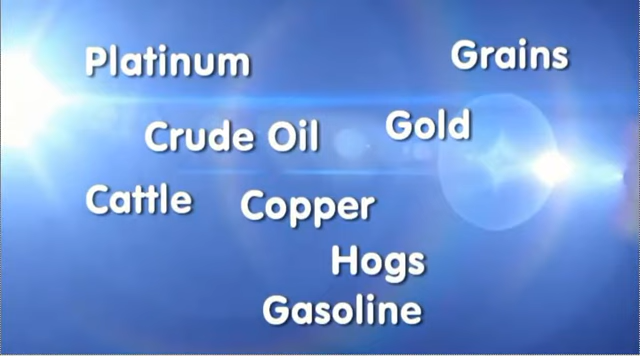 Platinum
Grains
Crude Oil
Gold
Cattle
Copper
Hogs
Gasoline